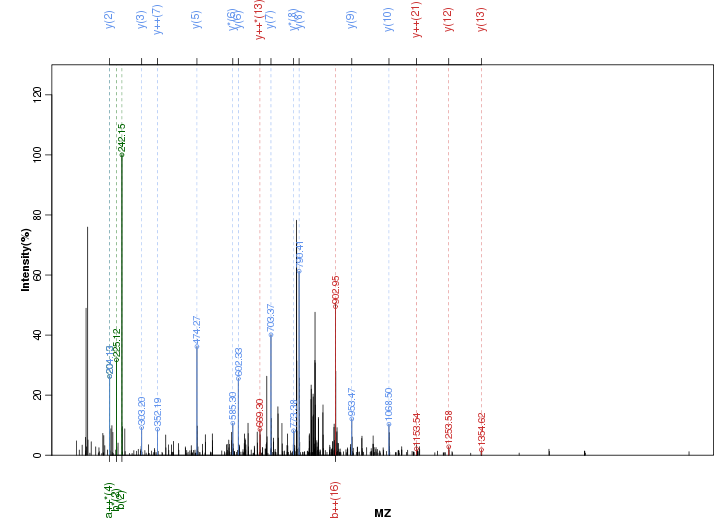 y(2) y(3) y++(7) y(5) y*(6) y(6) y++*(13) y(7) y*(8) y(8) y(9) y(10) y++(21) y(12) y(13)
120
100
80
60
40
20
0
Intensity(%)
204.13 225.12 242.15 303.20 352.19 474.27 585.30 602.33 669.30 703.37 773.38 790.41 902.95 953.47 1068.50 1153.54 1253.58 1354.62
b*(2) b(2) b++(16)
MZ